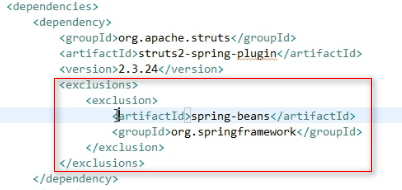 <dependencies>
<dependency>
<groupId>org.apache.struts</groupId>
<artifactId>struts2-spring-plugin</artifactId>
<version>2.3.24</version>
<exclusions>
<exclusion>
<artifactId>spring-beans</artifactId>
<groupId>org.springframework</groupId>
</exclusion>
</exclusions>
</dependency>